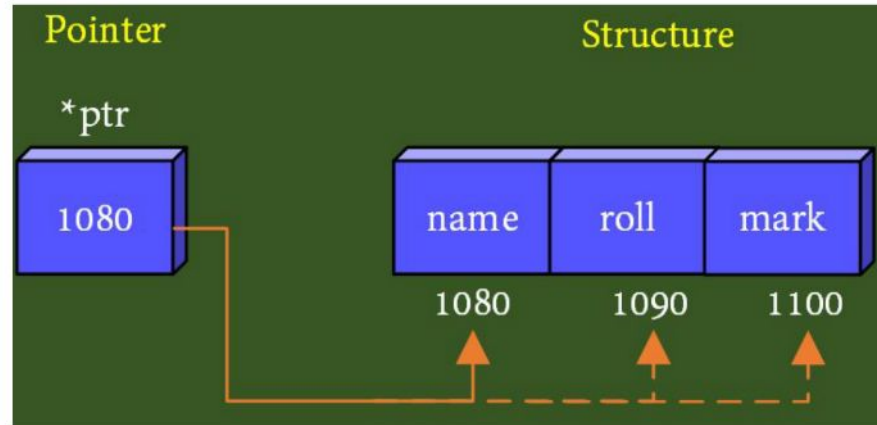 Pointer
Structure
*ptr
1080
name
roll
mark
1080
1090
1100